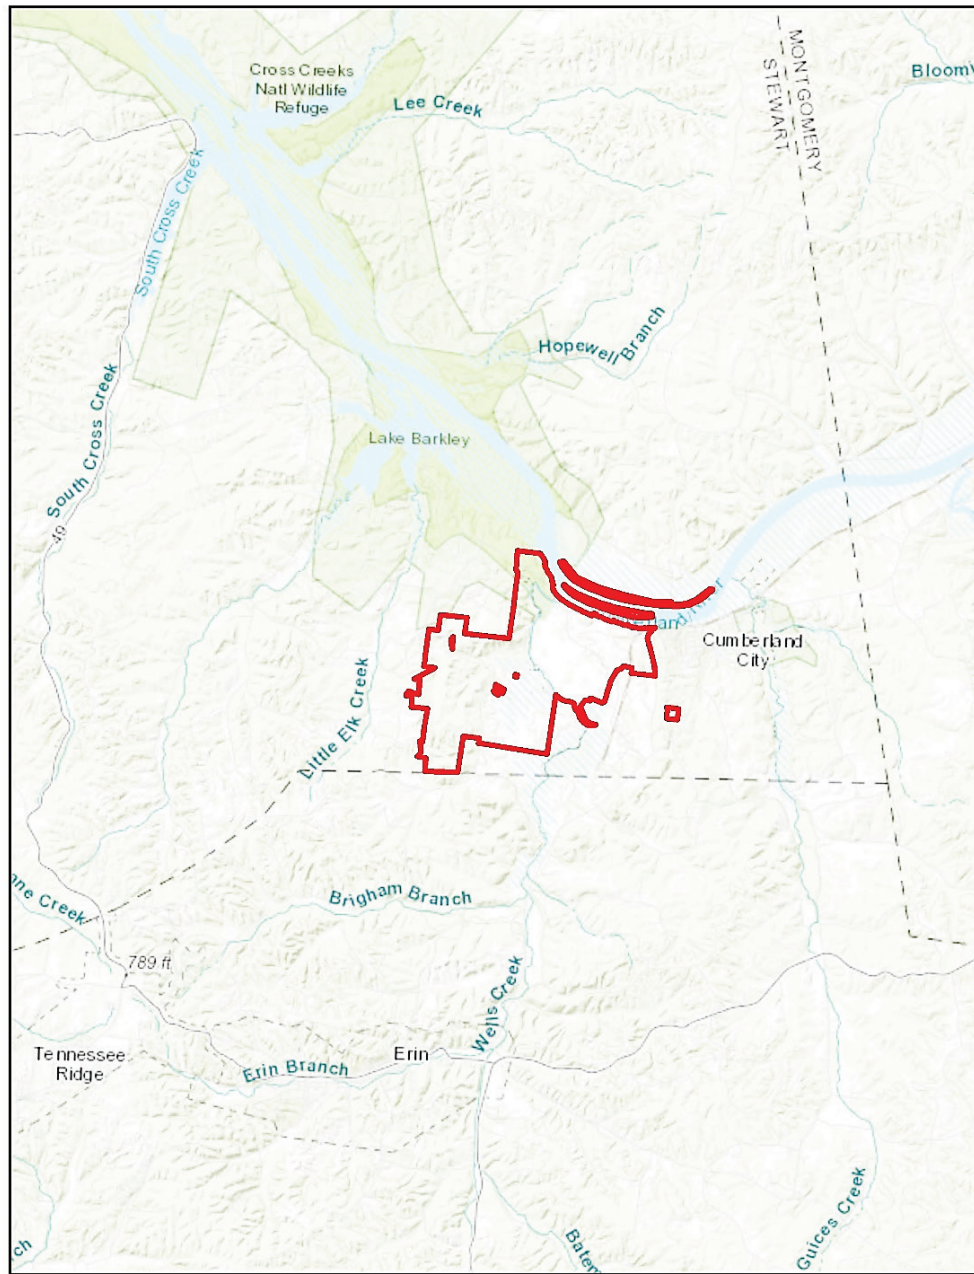 MONTGOMERY
STEWART
Cross Creeks
Natl Wildlife
Refuge
Lee Creek
South Cross Creek
Hopewell Branch
South Cross Creek
Lake Barkley
49
Cumberland
City
Little Elk Creek
Brigham Branch
Creek
789 ft
Wells Creek
Tennessee
Ridge
Erin
Erin Branch
Guices Creek